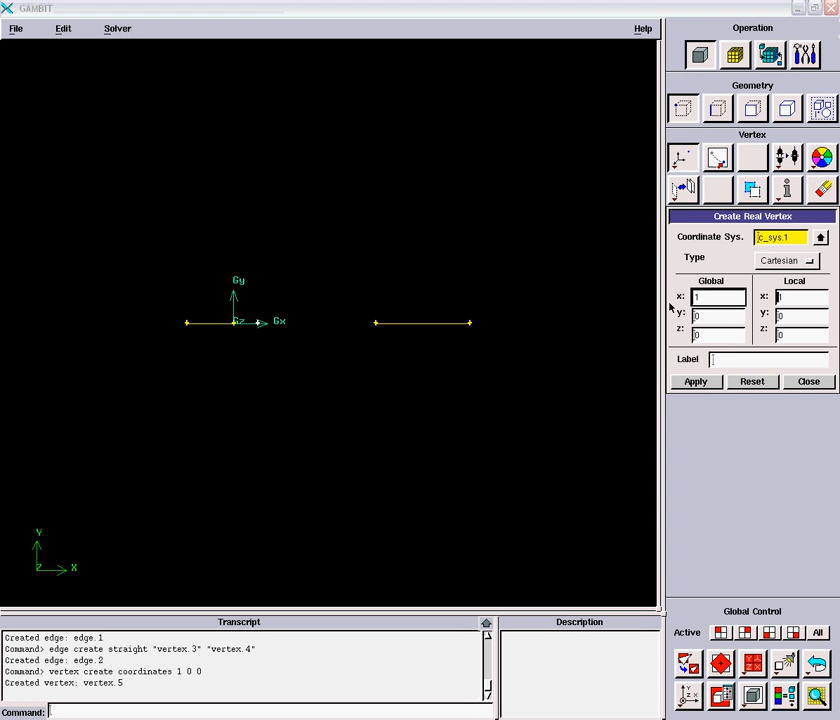 GAMBIT
File Edit Solver Help
Operation
Geometry
Vertex
Create Real Vertex
Coordinate Sys. c_sys.1
Type Cartesian
Global Local
x: 1 x: 1
y: 0 y: 0
z: 0 z: 0
Label
Apply Reset Close
Gy
Gz Gx
Y
Z X
Transcript
Description
Created edge: edge.1
Command> edge create straight "vertex.3" "vertex.4"
Created edge: edge.2
Command> vertex create coordinates 1 0 0
Created vertex: vertex.5
Command:
Global Control
Active All